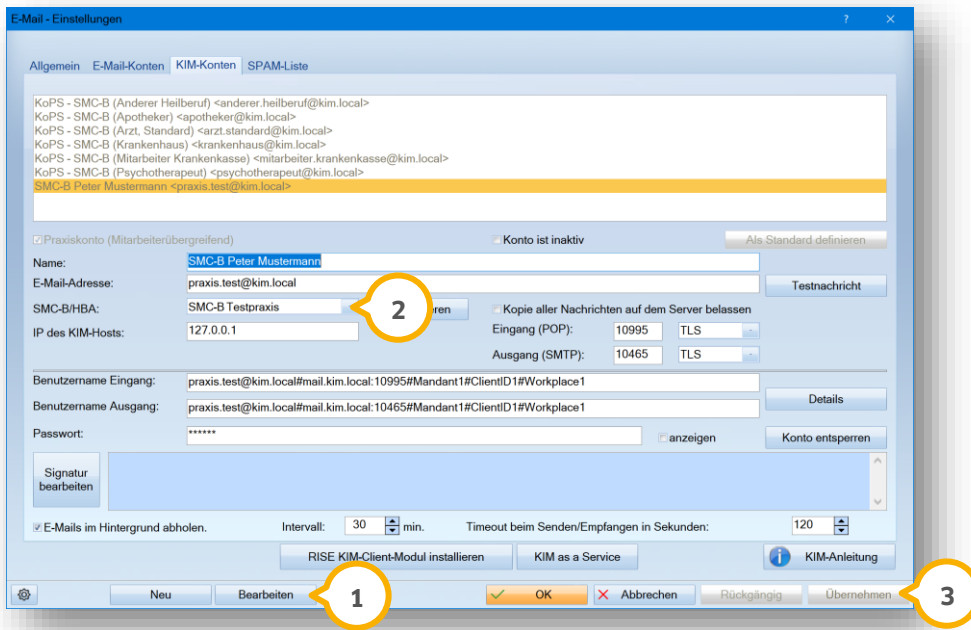 E-Mail - Einstellungen ? ×
Allgemein E-Mail-Konten KIM-Konten SPAM-Liste
KoPS - SMC-B (Anderer Heilberuf) <anderer.heilberuf@kim.local>
KoPS - SMC-B (Apotheker) <apotheker@kim.local>
KoPS - SMC-B (Arzt, Standard) <arzt.standard@kim.local>
KoPS - SMC-B (Krankenhaus) <krankenhaus@kim.local>
KoPS - SMC-B (Mitarbeiter Krankenkasse) <mitarbeiter.krankenkasse@kim.local>
KoPS - SMC-B (Psychotherapeut) <psychotherapeut@kim.local>
SMC-B Peter Mustermann <praxis.test@kim.local>
Praxiskonto (Mitarbeiterübergreifend) Konto ist inaktiv Als Standard definieren
Name: SMC-B Peter Mustermann
E-Mail-Adresse: praxis.test@kim.local Testnachricht
SMC-B/HBA: SMC-B Testpraxis 2 ren Kopie aller Nachrichten auf dem Server belassen
IP des KIM-Hosts: 127.0.0.1 Eingang (POP): 10995 TLS
Ausgang (SMTP): 10465 TLS
Benutzername Eingang: praxis.test@kim.local#mail.kim.local:10995#Mandant1#ClientID1#Workplace1
Details
Benutzername Ausgang: praxis.test@kim.local#mail.kim.local:10465#Mandant1#ClientID1#Workplace1
Passwort: ****** anzeigen Konto entsperren
Signatur
bearbeiten
E-Mails im Hintergrund abholen. Intervall: 30 min. Timeout beim Senden/Empfangen in Sekunden: 120
RISE KIM-Client-Modul installieren KIM as a Service i KIM-Anleitung
Neu Bearbeiten 1 OK Abbrechen Rückgängig Übernehmen 3